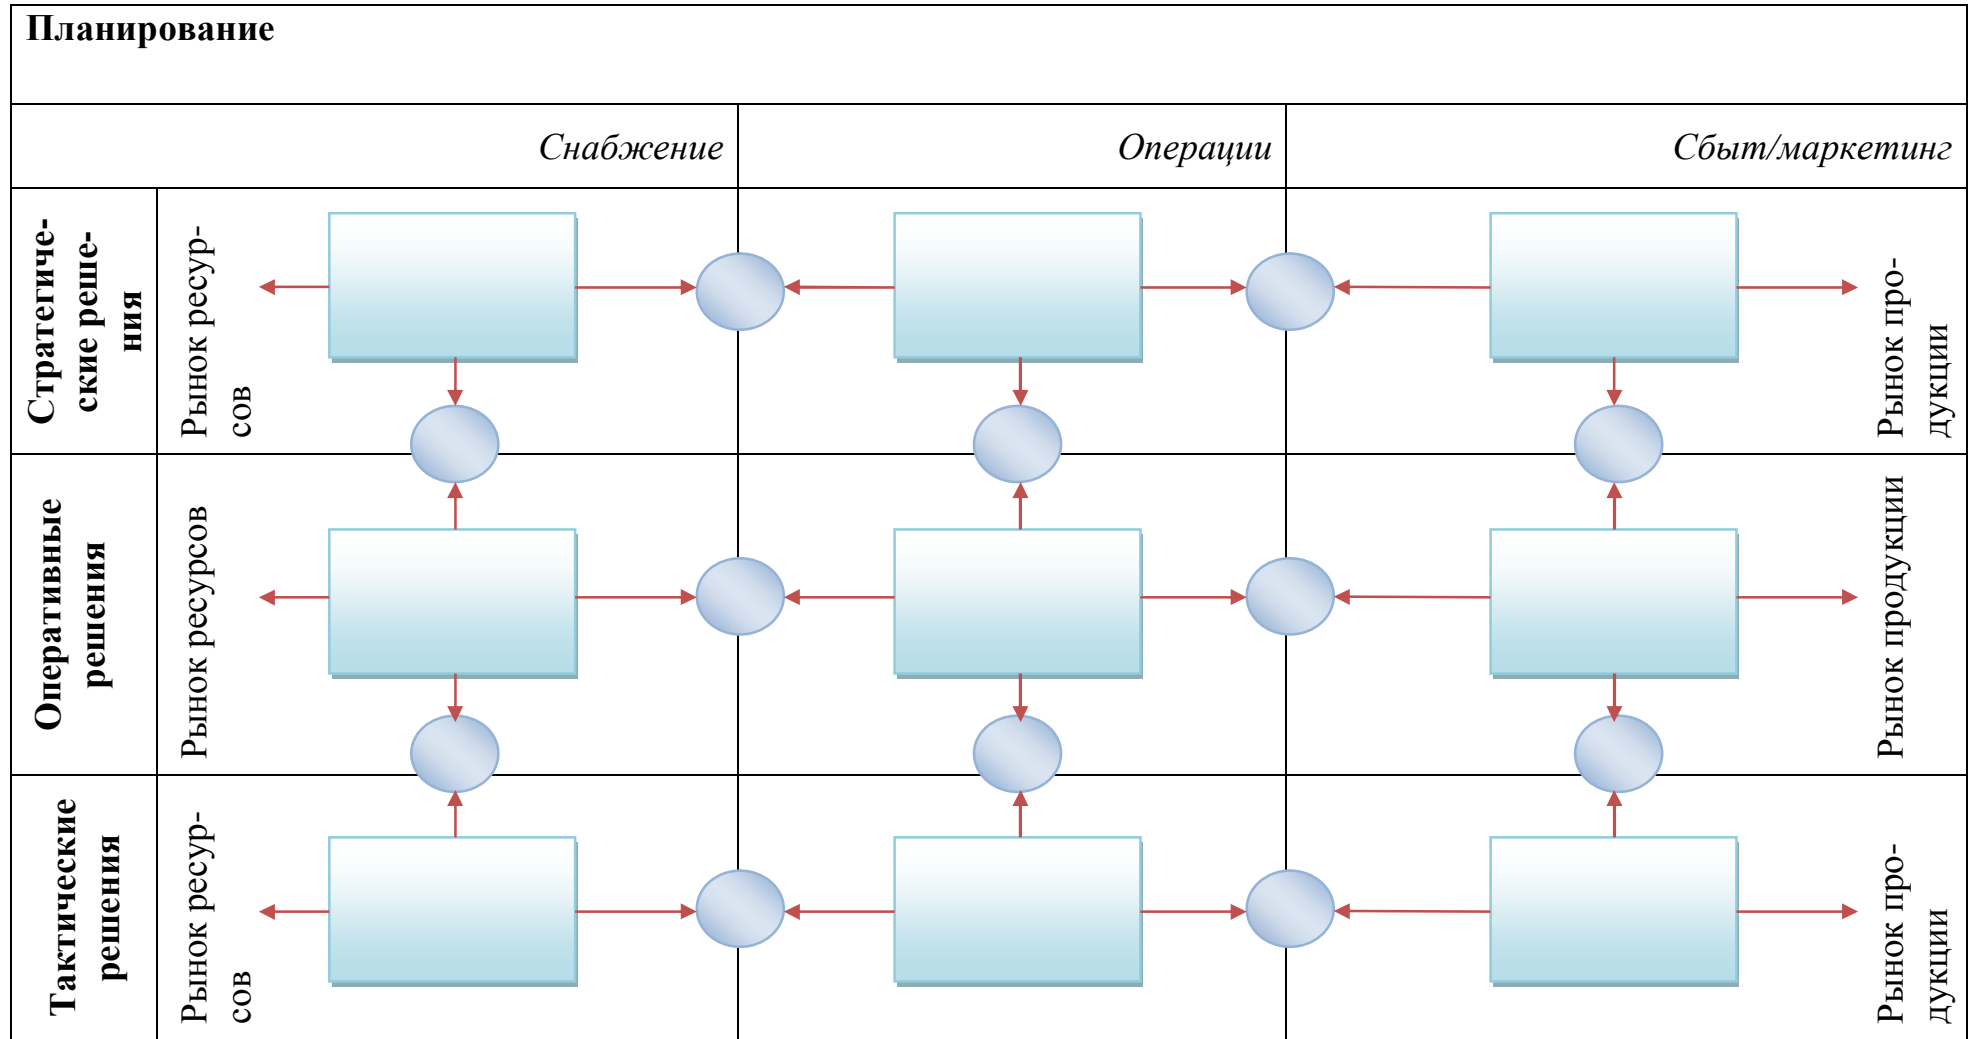 Планирование
Снабжение
Операции
Сбыт/маркетинг
Стратегиче-
ские реше-
ния
Рынок ресур-
сов
Рынок про-
дукции
Оперативные
решения
Рынок ресурсов
Рынок продукции
Тактические
решения
Рынок ресур-
сов
Рынок про-
дукции